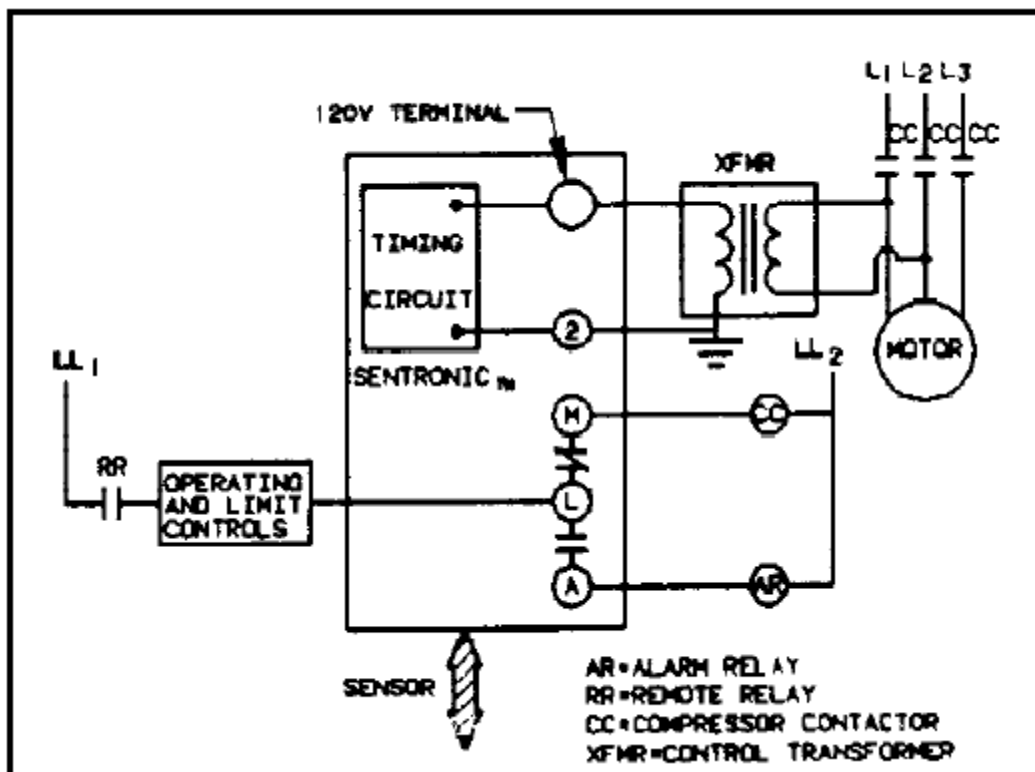 L1 L2 L3
CC CC CC
120V TERMINAL
XFMR
TIMING
CIRCUIT
2
MOTOR
SENTRONIC TM
LL1
LL2
M
CC
RR
OPERATING
AND LIMIT
CONTROLS
L
A
AR
SENSOR
AR=ALARM RELAY
RR=REMOTE RELAY
CC=COMPRESSOR CONTACTOR
XFMR=CONTROL TRANSFORMER